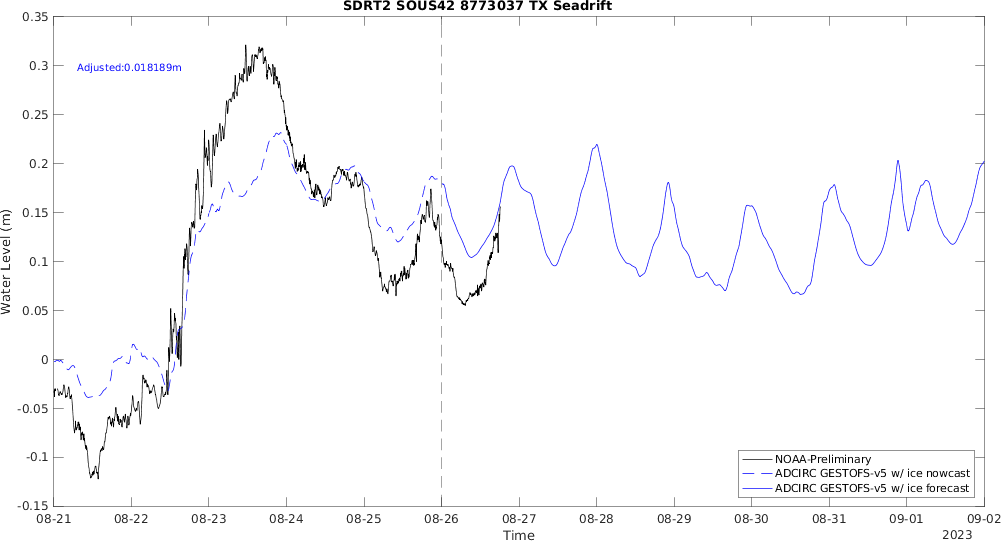 SDRT2 SOUS42 8773037 TX Seadrift
0.35
0.3
0.25
0.2
0.15
0.1
0.05
0
-0.05
-0.1
-0.15
Water Level (m)
Adjusted:0.018189m
NOAA-Preliminary
ADCIRC GESTOFS-v5 w/ ice nowcast
ADCIRC GESTOFS-v5 w/ ice forecast
08-21 08-22 08-23 08-24 08-25 08-26 08-27 08-28 08-29 08-30 08-31 09-01 09-02
Time
2023